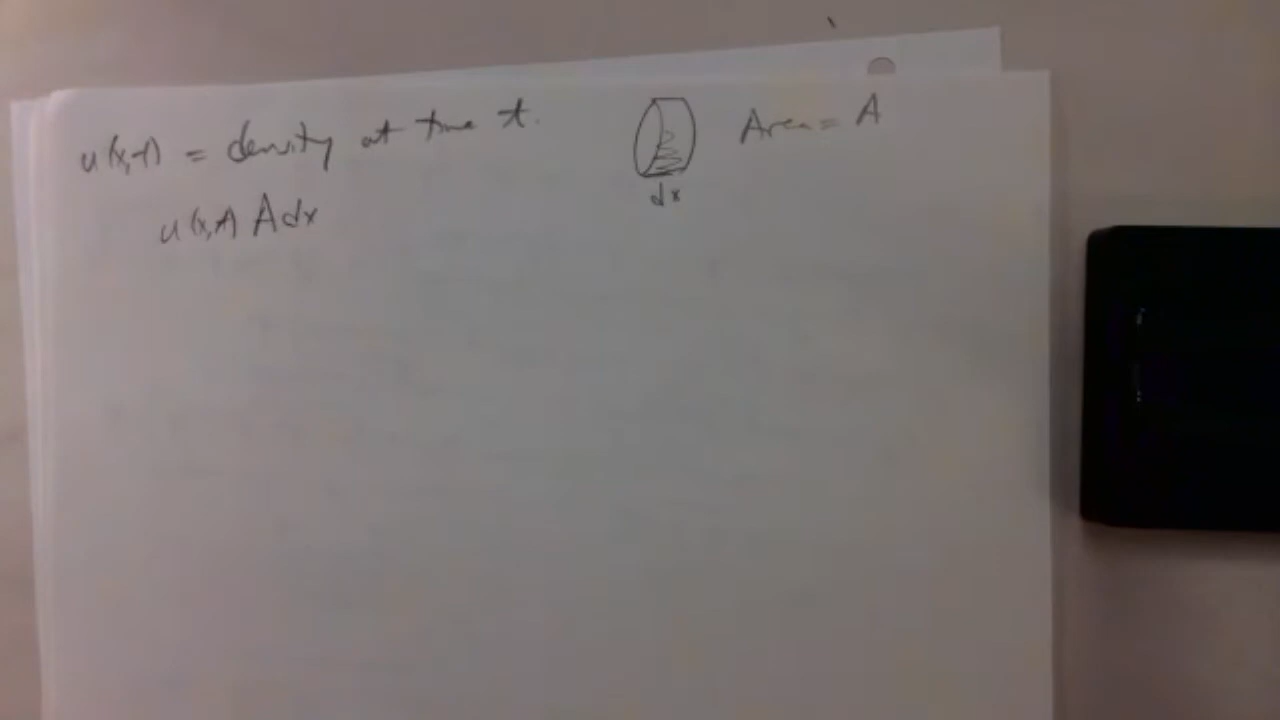 u(x,t) = density at time t.
Area = A
dx
u(x,t) A dx